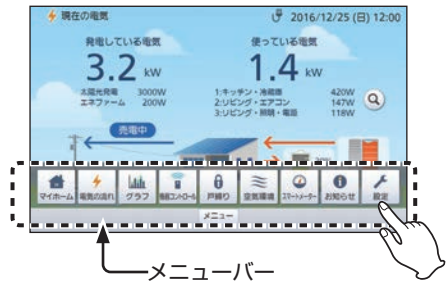 現在の電気
2016/12/25 (日) 12:00
発電している電気
使っている電気
3.2 kW
1.4 kW
太陽光発電 3000W
エネファーム 200W
1:キッチン・冷蔵庫 420W
2:リビング・エアコン 147W
3:リビング・照明・電話 118W
売電中
マイホーム
電気の流れ
グラフ
機器コントロール
戸締り
空気環境
スマートメーター
お知らせ
設定
メニュー
メニューバー